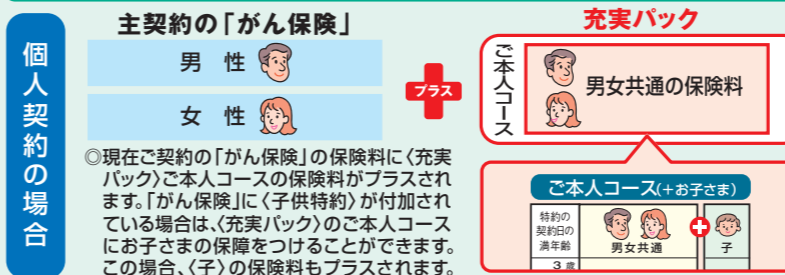 個人契約の場合
主契約の「がん保険」
男 性
女 性
プラス
◎現在ご契約の「がん保険」の保険料に〈充実
パック〉ご本人コースの保険料がプラスされ
ます。「がん保険」に〈子供特約〉が付加され
ている場合は、〈充実パック〉のご本人コース
にお子さまの保障をつけることができます。
この場合、〈子〉の保険料もプラスされます。
充実パック
ご本人コース
男女共通の保険料
ご本人コース(+お子さま)
特約の
契約日の
満年齢
男女共通
子
3 歳